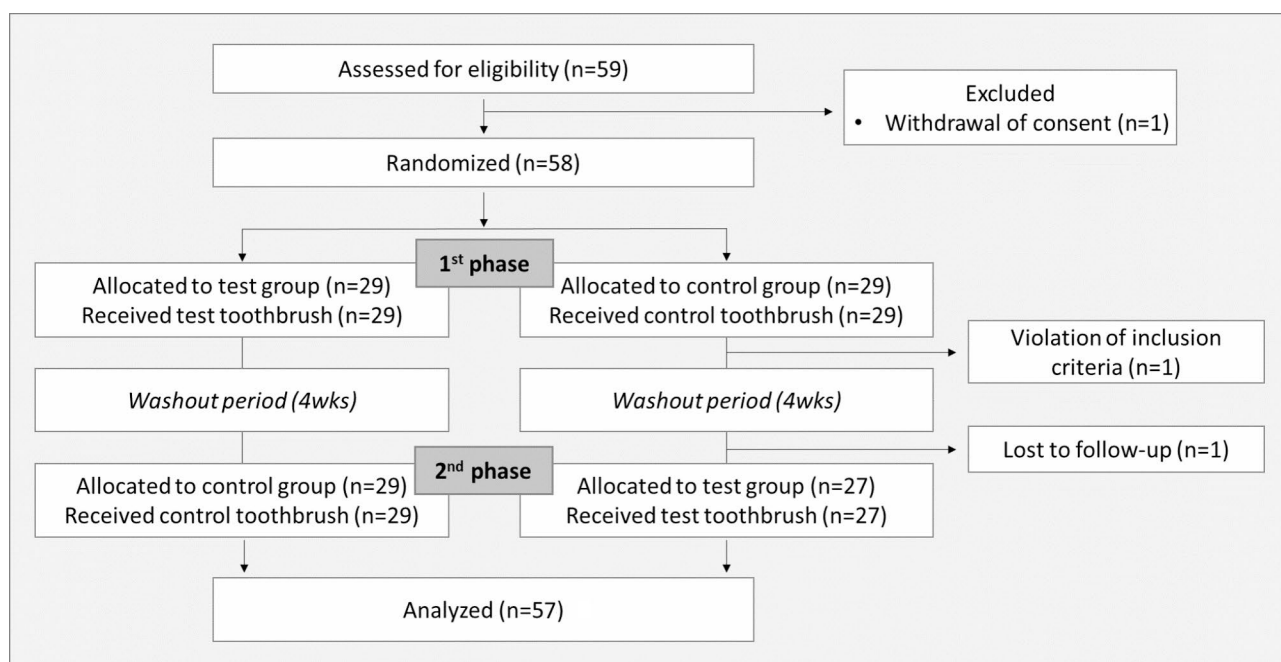 Assessed for eligibility (n=59)
Excluded
• Withdrawal of consent (n=1)
Randomized (n=58)
1st phase
Allocated to test group (n=29)
Received test toothbrush (n=29)
Allocated to control group (n=29)
Received control toothbrush (n=29)
Violation of inclusion
criteria (n=1)
Washout period (4wks)
Washout period (4wks)
Lost to follow-up (n=1)
2nd phase
Allocated to control group (n=29)
Received control toothbrush (n=29)
Allocated to test group (n=27)
Received test toothbrush (n=27)
Analyzed (n=57)